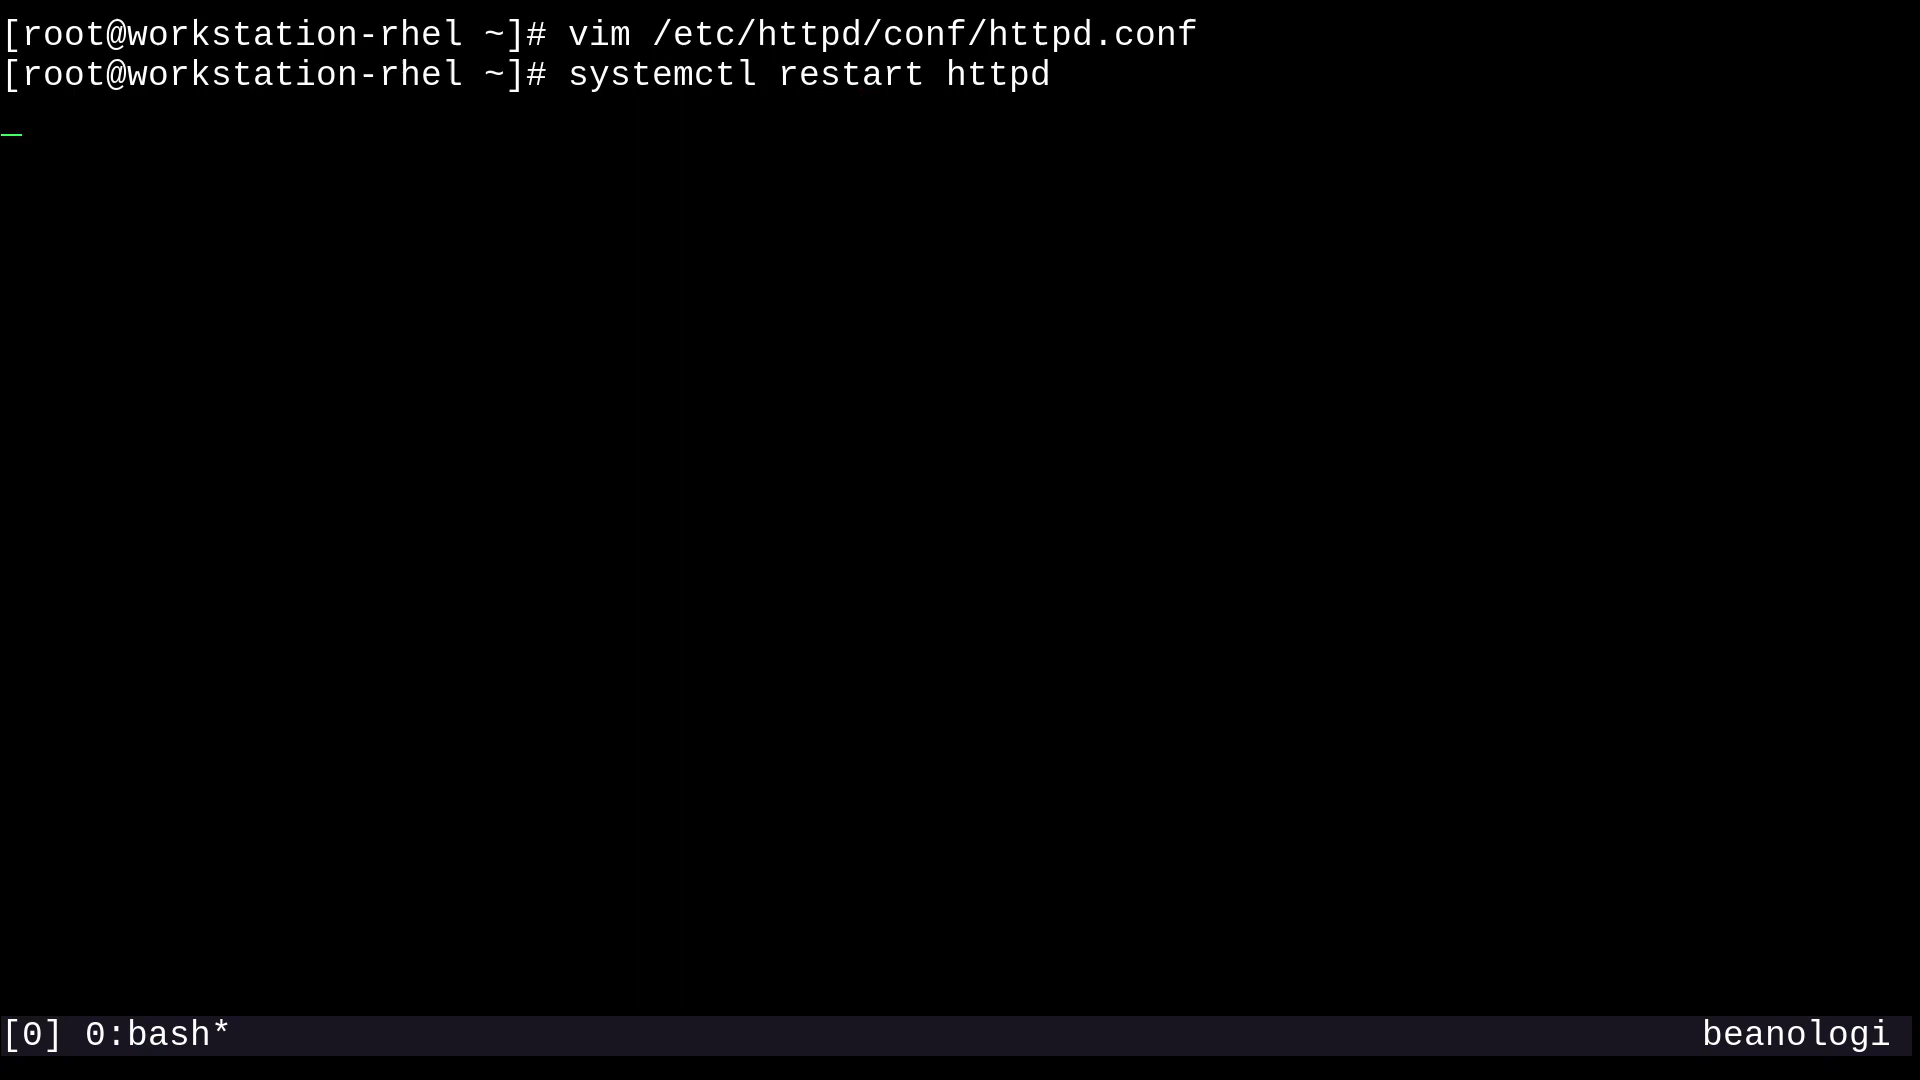 [root@workstation-rhel ~]# vim /etc/httpd/conf/httpd.conf
[root@workstation-rhel ~]# systemctl restart httpd
[0] 0:bash* beanologi